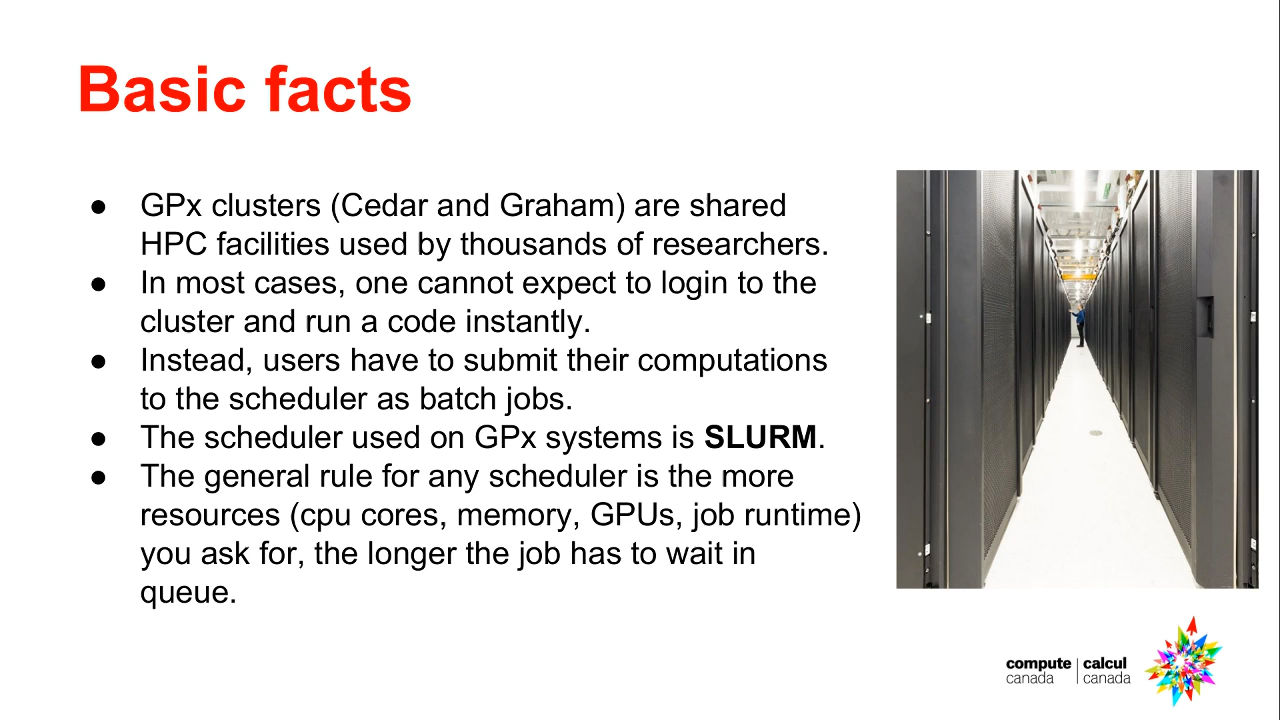 Basic facts
● GPx clusters (Cedar and Graham) are shared
HPC facilities used by thousands of researchers.
● In most cases, one cannot expect to login to the
cluster and run a code instantly.
● Instead, users have to submit their computations
to the scheduler as batch jobs.
● The scheduler used on GPx systems is SLURM.
● The general rule for any scheduler is the more
resources (cpu cores, memory, GPUs, job runtime)
you ask for, the longer the job has to wait in
queue.
compute | calcul
canada | canada